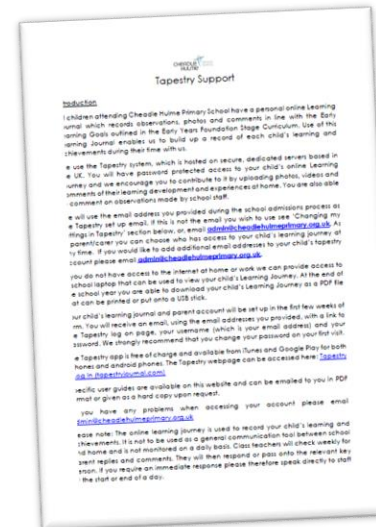 CHEADLE
HULME
Tapestry Support
troduction
l children attending Cheadle Hulme Primary School have a personal online Learning
urnal which records observations, photos and comments in line with the Early
arning Goals outlined in the Early Years Foundation Stage Curriculum. Use of this
arning Journal enables us to build up a record of each child's learning and
chievements during their time with us.
e use the Tapestry system, which is hosted on secure, dedicated servers based in
e UK. You will have password protected access to your child's online Learning
urney and we encourage you to contribute to it by uploading photos, videos and
omments of their learning development and experiences at home. You are also able
comment on observations made by school staff.
e will use the email address you provided during the school admissions process as
e Tapestry set up email, if this is not the email you wish to use see 'Changing my
ttings in Tapestry' section below, or, email admin@cheadlehulmeprimary.org.uk. As
parent/carer you can choose who has access to your child's learning journey at
y time. If you would like to add additional email addresses to your child's tapestry
ccount please email admin@cheadlehulmeprimary.org.uk.
you do not have access to the internet at home or work we can provide access to
school laptop that can be used to view your child's Learning Journey. At the end of
e school year you are able to download your child's Learning Journey as a PDF file
at can be printed or put onto a USB stick.
our child's learning journal and parent account will be set up in the first few weeks of
rm. You will receive an email, using the email addresses you provided, with a link to
e Tapestry log on page, your username (which is your email address) and your
assword. We strongly recommend that you change your password on your first visit.
e Tapestry app is free of charge and available from iTunes and Google Play for both
hones and android phones. The Tapestry webpage can be accessed here: Tapestry
og in (tapestryjournal.com).
pecific user guides are available on this website and can be emailed to you in PDF
rmat or given as a hard copy upon request.
you have any problems when accessing your account please email
dmin@cheadlehulmeprimary.org.uk
ease note: The online learning journey is used to record your child's learning and
chievements. It is not to be used as a general communication tool between school
nd home and is not monitored on a daily basis. Class teachers will check weekly for
arent replies and comments. They will then respond or pass onto the relevant key
erson. If you require an immediate response please therefore speak directly to staff
the start or end of a day.